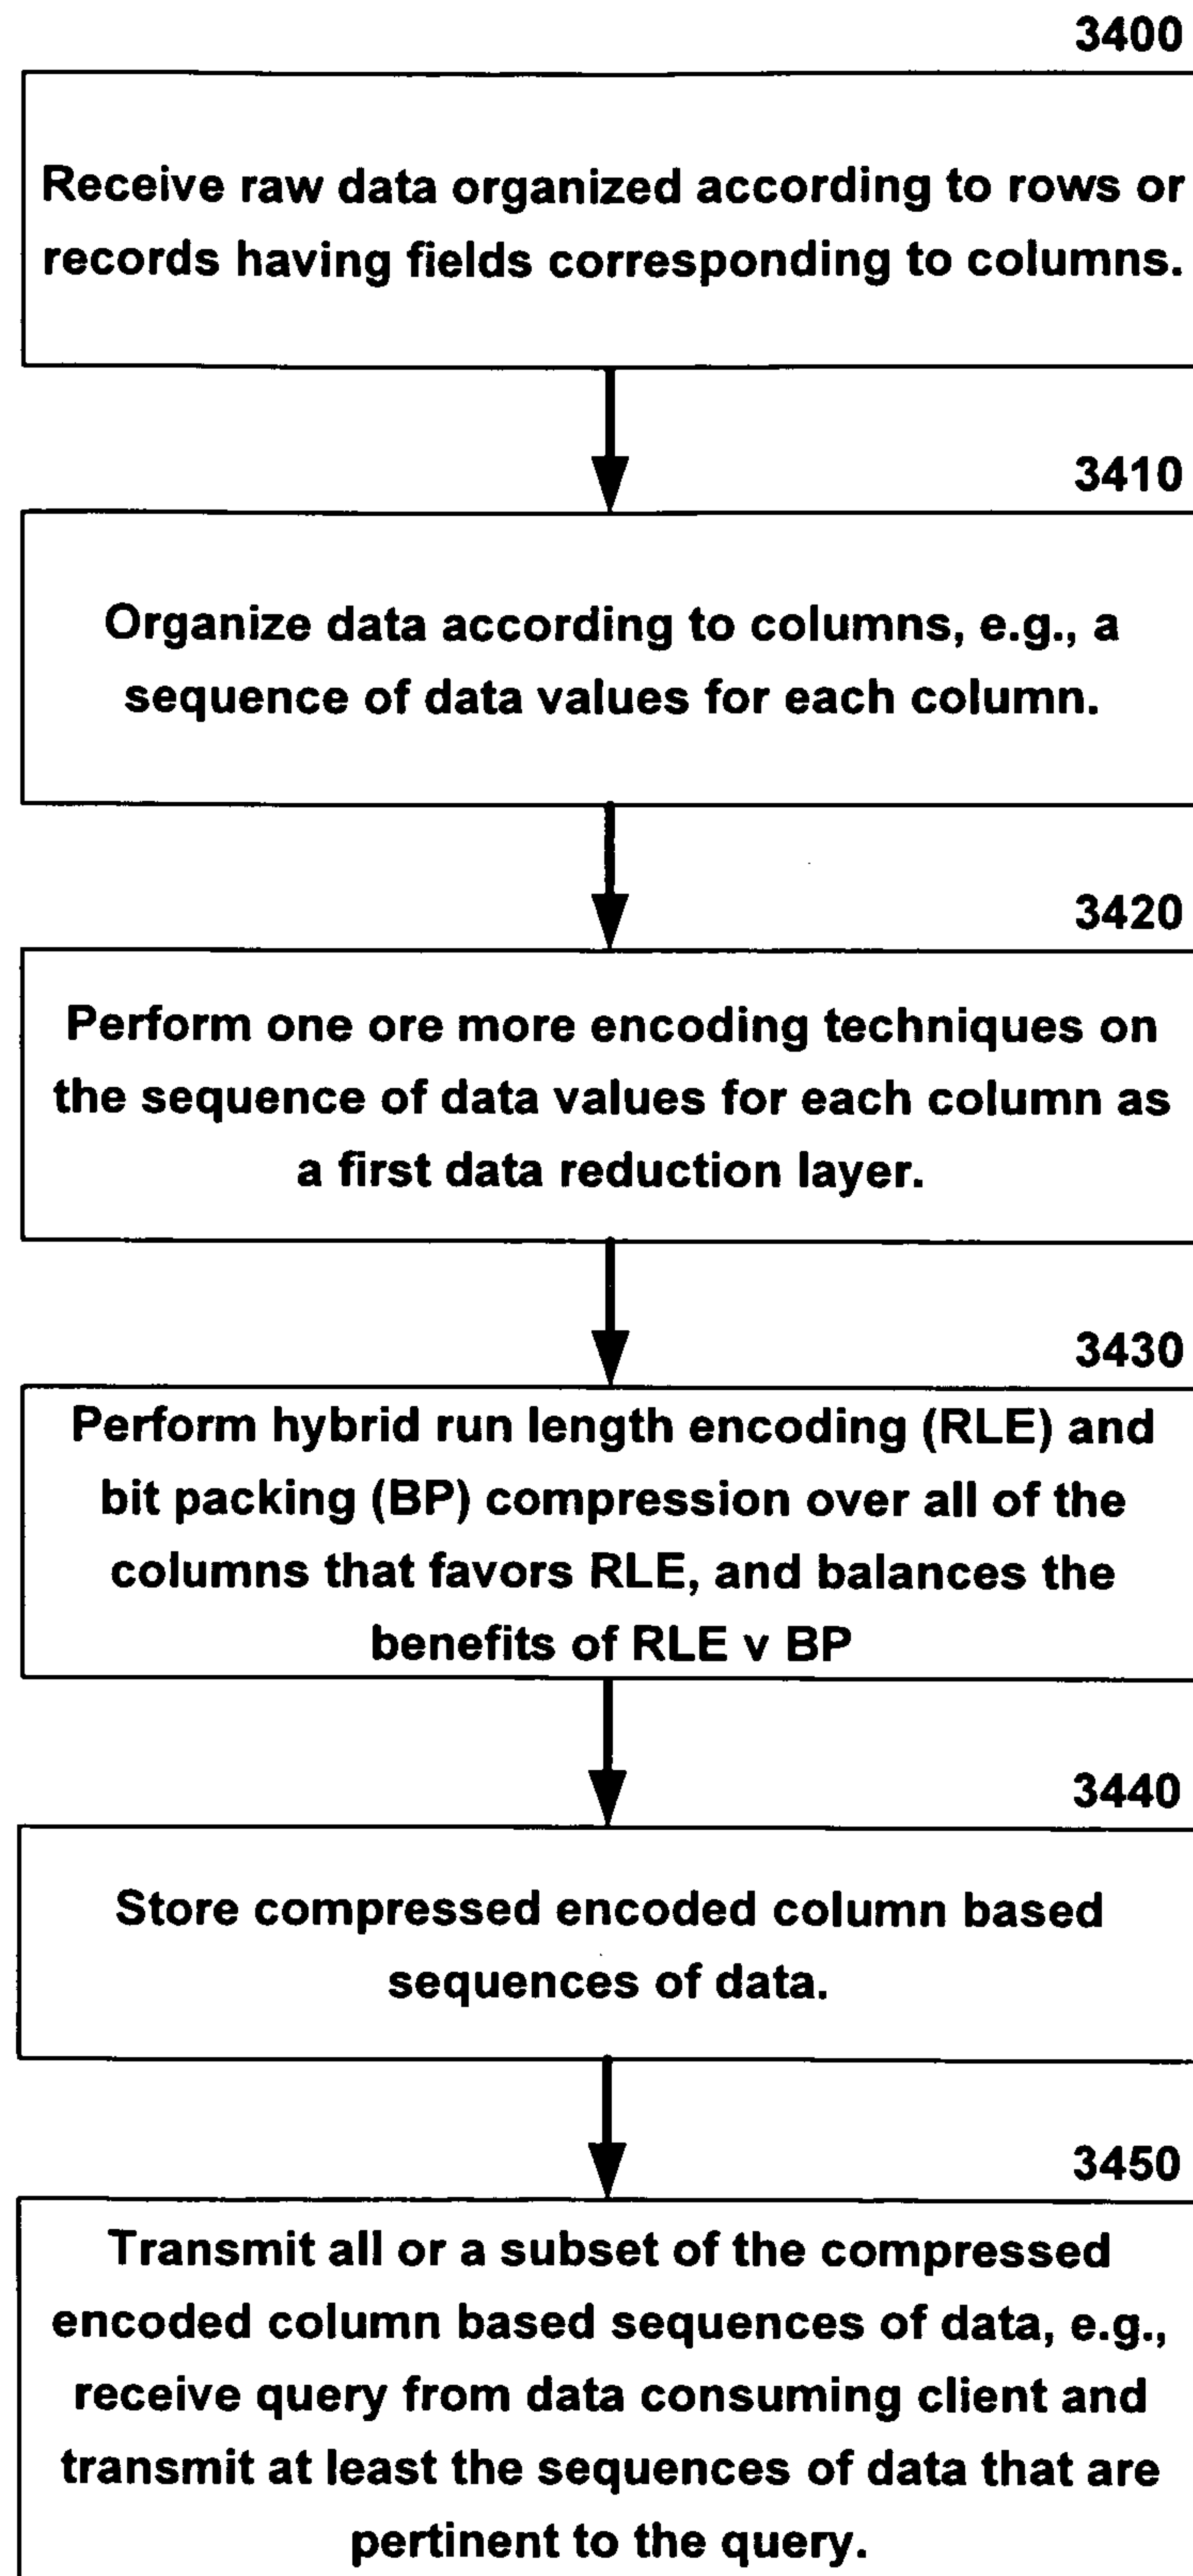 3400
Receive raw data organized according to rows or
records having fields corresponding to columns.
3410
Organize data according to columns, e.g., a
sequence of data values for each column.
3420
Perform one ore more encoding techniques on
the sequence of data values for each column as
a first data reduction layer.
3430
Perform hybrid run length encoding (RLE) and
bit packing (BP) compression over all of the
columns that favors RLE, and balances the
benefits of RLE v BP
3440
Store compressed encoded column based
sequences of data.
3450
Transmit all or a subset of the compressed
encoded column based sequences of data, e.g.,
receive query from data consuming client and
transmit at least the sequences of data that are
pertinent to the query.